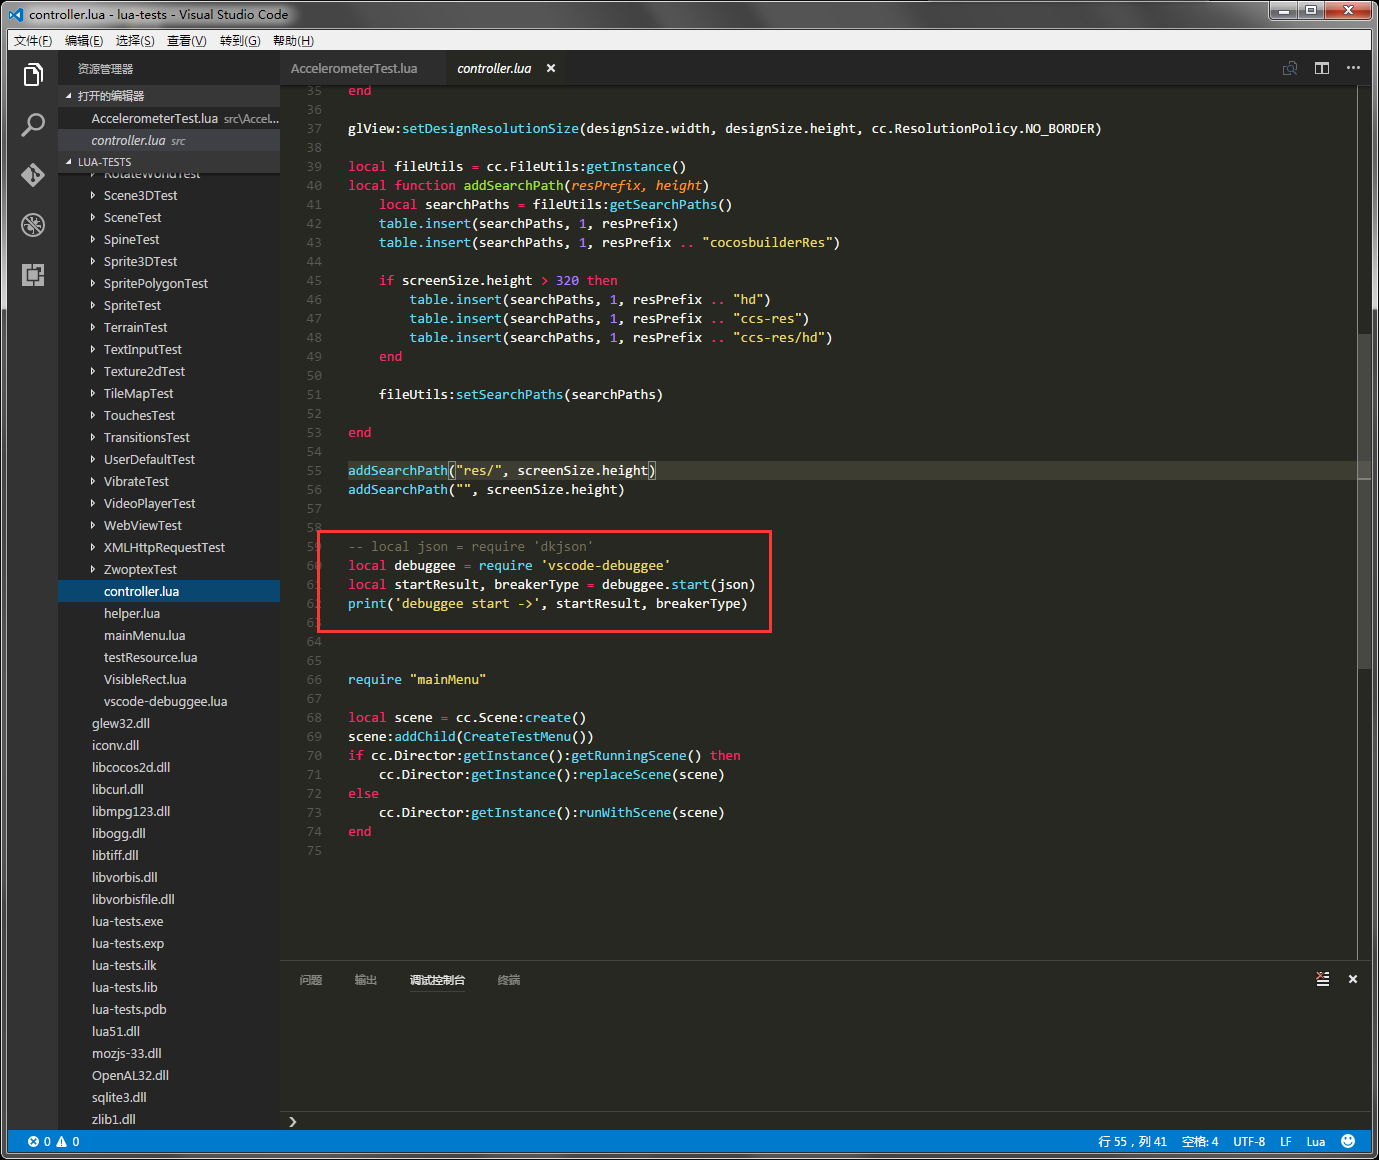 controller.lua - lua-tests - Visual Studio Code
文件(F) 编辑(E) 选择(S) 查看(V) 转到(G) 帮助(H)
资源管理器
打开的编辑器
AccelerometerTest.lua src\Accel...
controller.lua src
LUA-TESTS
RotateWorldTest
Scene3DTest
SceneTest
SpineTest
Sprite3DTest
SpritePolygonTest
SpriteTest
TerrainTest
TextInputTest
Texture2dTest
TileMapTest
TouchesTest
TransitionsTest
UserDefaultTest
VibrateTest
VideoPlayerTest
WebViewTest
XMLHttpRequestTest
ZwoptexTest
controller.lua
helper.lua
mainMenu.lua
testResource.lua
VisibleRect.lua
vscode-debuggee.lua
glew32.dll
iconv.dll
libcocos2d.dll
libcurl.dll
libmpg123.dll
libogg.dll
libtiff.dll
libvorbis.dll
libvorbisfile.dll
lua-tests.exe
lua-tests.exp
lua-tests.ilk
lua-tests.lib
lua-tests.pdb
lua51.dll
mozjs-33.dll
OpenAL32.dll
sqlite3.dll
zlib1.dll
AccelerometerTest.lua controller.lua
35 end
36
37 glView:setDesignResolutionSize(designSize.width, designSize.height, cc.ResolutionPolicy.NO_BORDER)
38
39 local fileUtils = cc.FileUtils:getInstance()
40 local function addSearchPath(resPrefix, height)
41 local searchPaths = fileUtils:getSearchPaths()
42 table.insert(searchPaths, 1, resPrefix)
43 table.insert(searchPaths, 1, resPrefix .. "cocosbuilderRes")
44
45 if screenSize.height > 320 then
46 table.insert(searchPaths, 1, resPrefix .. "hd")
47 table.insert(searchPaths, 1, resPrefix .. "ccs-res")
48 table.insert(searchPaths, 1, resPrefix .. "ccs-res/hd")
49 end
50
51 fileUtils:setSearchPaths(searchPaths)
52
53 end
54
55 addSearchPath("res/", screenSize.height)
56 addSearchPath("", screenSize.height)
57
58
59 -- local json = require 'dkjson'
60 local debuggee = require 'vscode-debuggee'
61 local startResult, breakerType = debuggee.start(json)
62 print('debuggee start ->', startResult, breakerType)
63
64
65
66 require "mainMenu"
67
68 local scene = cc.Scene:create()
69 scene:addChild(CreateTestMenu())
70 if cc.Director:getInstance():getRunningScene() then
71 cc.Director:getInstance():replaceScene(scene)
72 else
73 cc.Director:getInstance():runWithScene(scene)
74 end
75
问题 输出 调试控制台 终端
0 0 行 55，列 41 空格: 4 UTF-8 LF Lua